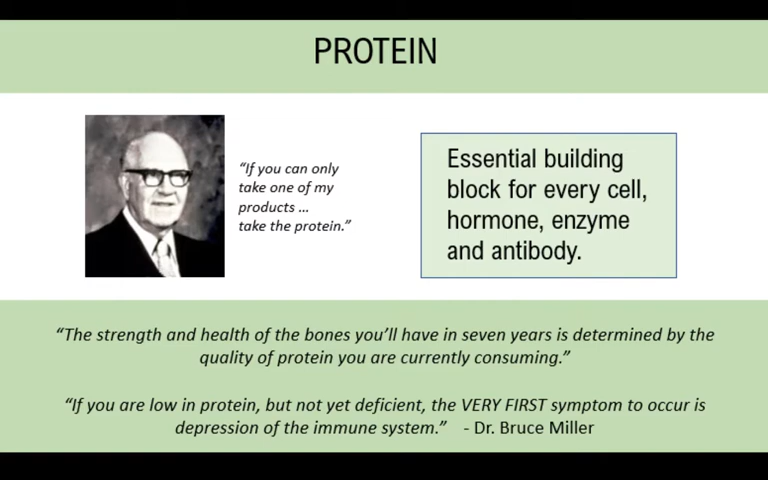 PROTEIN
“If you can only
take one of my
products ...
take the protein.”
Essential building
block for every cell,
hormone, enzyme
and antibody.
“The strength and health of the bones you’ll have in seven years is determined by the
quality of protein you are currently consuming.”
“If you are low in protein, but not yet deficient, the VERY FIRST symptom to occur is
depression of the immune system.” - Dr. Bruce Miller